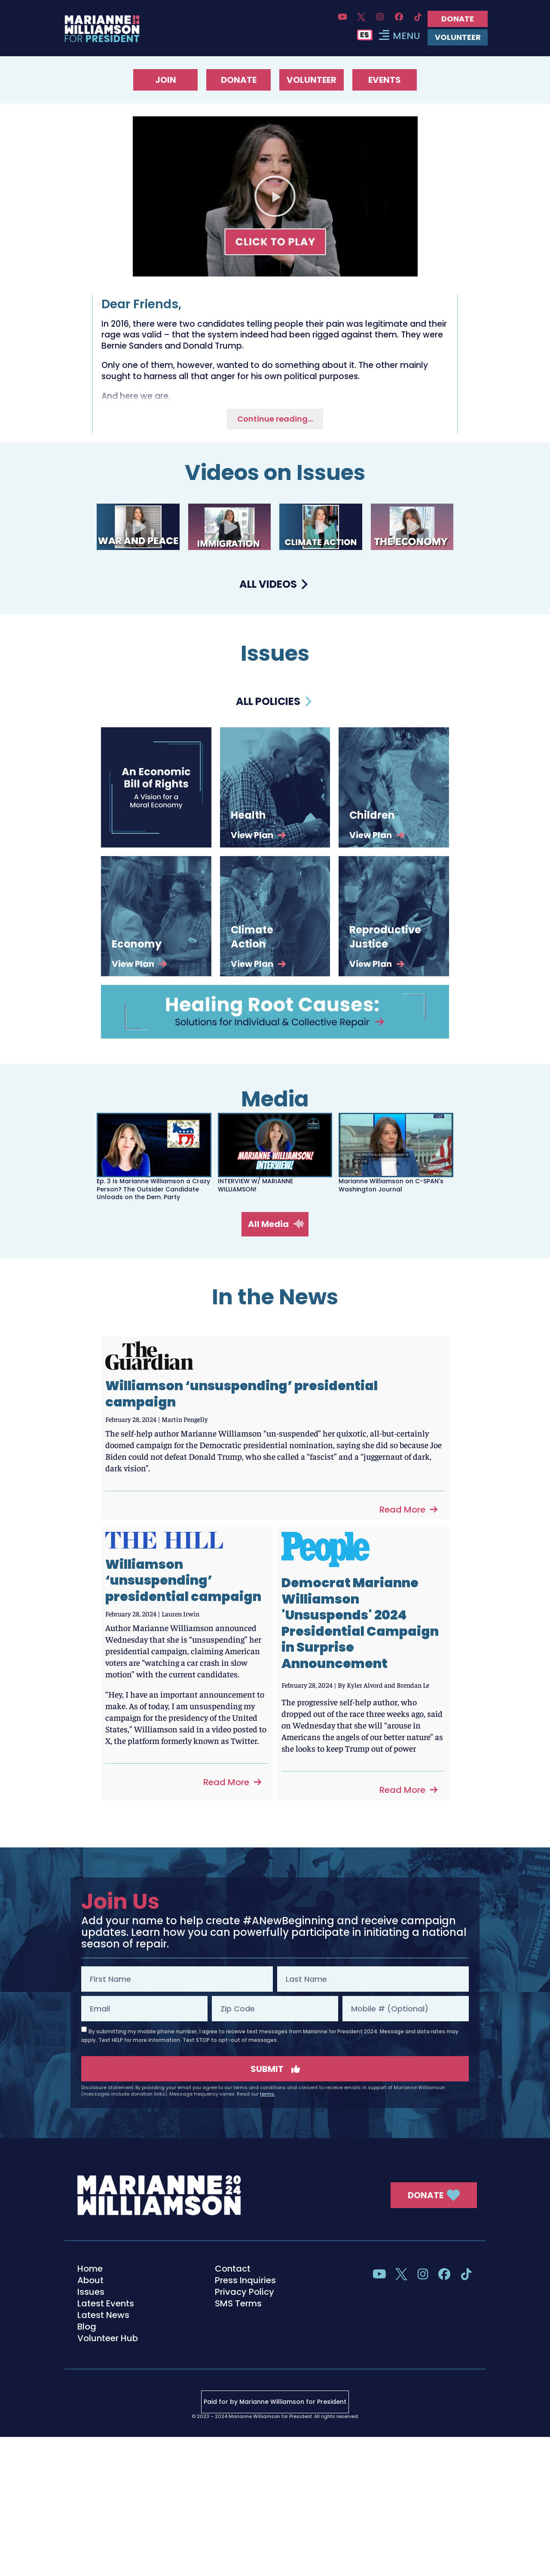 MARIANNE 2024
WILLIAMSON
FOR PRESIDENT
DONATE
ES
MENU
VOLUNTEER
JOIN
DONATE
VOLUNTEER
EVENTS
CLICK TO PLAY
Dear Friends,
In 2016, there were two candidates telling people their pain was legitimate and their
rage was valid – that the system indeed had been rigged against them. They were
Bernie Sanders and Donald Trump.
Only one of them, however, wanted to do something about it. The other mainly
sought to harness all that anger for his own political purposes.
And here we are.
Continue reading...
Videos on Issues
WAR AND PEACE
IMMIGRATION
CLIMATE ACTION
THE ECONOMY
ALL VIDEOS
Issues
ALL POLICIES
An Economic
Bill of Rights
A Vision for a
Moral Economy
Health
View Plan
Children
View Plan
Economy
View Plan
Climate
Action
View Plan
Reproductive
Justice
View Plan
Healing Root Causes:
Solutions for Individual & Collective Repair
Media
MARIANNE WILLIAMSON!
INTERVIEW!
Ep. 3 Is Marianne Williamson a Crazy
Person? The Outsider Candidate
Unloads on the Dem. Party
INTERVIEW W/ MARIANNE
WILLIAMSON!
Marianne Williamson on C-SPAN's
Washington Journal
All Media
In the News
The
Guardian
Williamson ‘unsuspending’ presidential
campaign
February 28, 2024 | Martin Pengelly
The self-help author Marianne Williamson “un-suspended” her quixotic, all-but-certainly
doomed campaign for the Democratic presidential nomination, saying she did so because Joe
Biden could not defeat Donald Trump, who she called a “fascist” and a “juggernaut of dark,
dark vision”.
Read More
THE HILL
Williamson
‘unsuspending’
presidential campaign
February 28, 2024 | Lauren Irwin
Author Marianne Williamson announced
Wednesday that she is “unsuspending” her
presidential campaign, claiming American
voters are “watching a car crash in slow
motion” with the current candidates.
“Hey, I have an important announcement to
make. As of today, I am unsuspending my
campaign for the presidency of the United
States,” Williamson said in a video posted to
X, the platform formerly known as Twitter.
Read More
People
Democrat Marianne
Williamson
'Unsuspends' 2024
Presidential Campaign
in Surprise
Announcement
February 28, 2024 | By Kyler Alvord and Brendan Le
The progressive self-help author, who
dropped out of the race three weeks ago, said
on Wednesday that she will “arouse in
Americans the angels of our better nature” as
she looks to keep Trump out of power
Read More
Join Us
Add your name to help create #ANewBeginning and receive campaign
updates. Learn how you can powerfully participate in initiating a national
season of repair.
First Name
Last Name
Email
Zip Code
Mobile # (Optional)
By submitting my mobile phone number, I agree to receive text messages from Marianne for President 2024. Message and data rates may
apply. Text HELP for more information. Text STOP to opt-out of messages.
SUBMIT
Disclosure statement: By providing your email you agree to our terms and conditions and consent to receive emails in support of Marianne Williamson
(messages include donation links). Message frequency varies. Read our terms.
MARIANNE 2024
WILLIAMSON
DONATE
Home
About
Issues
Latest Events
Latest News
Blog
Volunteer Hub
Contact
Press Inquiries
Privacy Policy
SMS Terms
Paid for by Marianne Williamson for President
© 2023 – 2024 Marianne Williamson for President. All rights reserved.